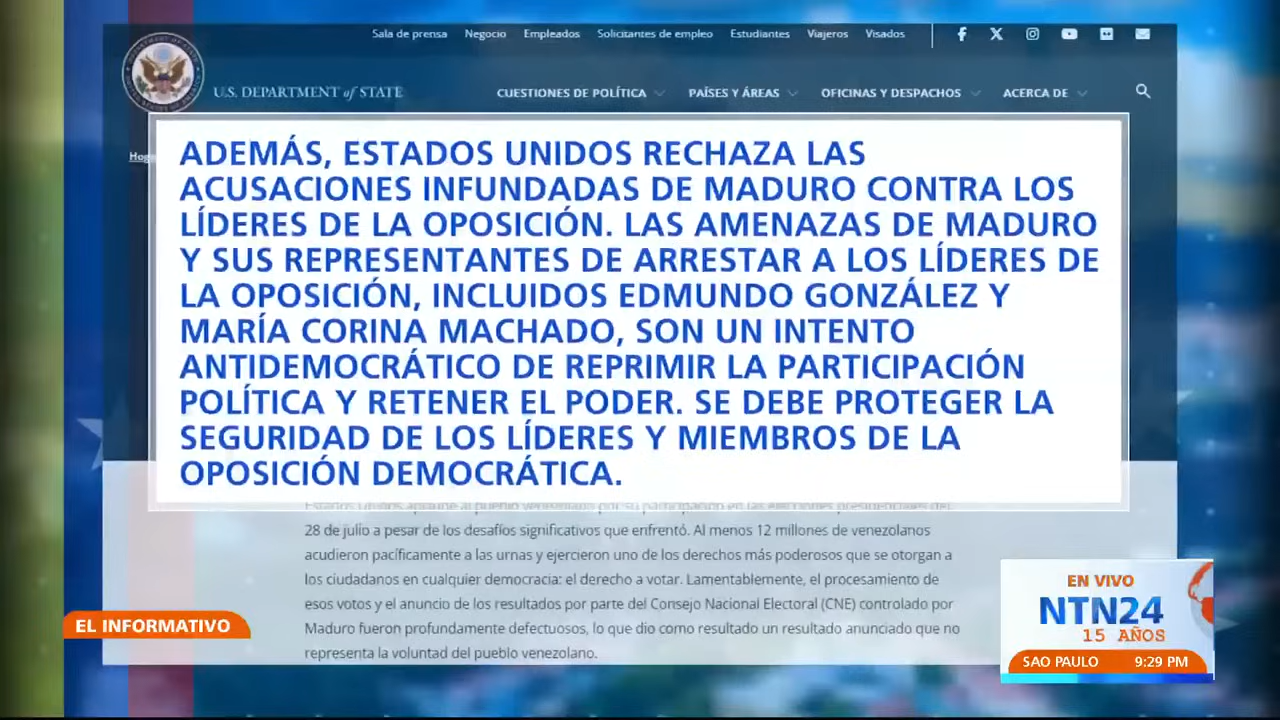 Sala de prensa Negocio Empleados Solicitantes de empleo Estudiantes Viajeros Visados
U.S. DEPARTMENT of STATE
CUESTIONES DE POLÍTICA PAÍSES Y ÁREAS OFICINAS Y DESPACHOS ACERCA DE
ADEMÁS, ESTADOS UNIDOS RECHAZA LAS
ACUSACIONES INFUNDADAS DE MADURO CONTRA LOS
LÍDERES DE LA OPOSICIÓN. LAS AMENAZAS DE MADURO
Y SUS REPRESENTANTES DE ARRESTAR A LOS LÍDERES DE
LA OPOSICIÓN, INCLUIDOS EDMUNDO GONZÁLEZ Y
MARÍA CORINA MACHADO, SON UN INTENTO
ANTIDEMOCRÁTICO DE REPRIMIR LA PARTICIPACIÓN
POLÍTICA Y RETENER EL PODER. SE DEBE PROTEGER LA
SEGURIDAD DE LOS LÍDERES Y MIEMBROS DE LA
OPOSICIÓN DEMOCRÁTICA.
28 de julio a pesar de los desafíos significativos que enfrentó. Al menos 12 millones de venezolanos
acudieron pacíficamente a las urnas y ejercieron uno de los derechos más poderosos que se otorgan a
los ciudadanos en cualquier democracia: el derecho a votar. Lamentablemente, el procesamiento de
esos votos y el anuncio de los resultados por parte del Consejo Nacional Electoral (CNE) controlado por
Maduro fueron profundamente defectuosos, lo que dio como resultado un resultado anunciado que no
representa la voluntad del pueblo venezolano.
EL INFORMATIVO
EN VIVO
NTN24
15 AÑOS
SAO PAULO 9:29 PM